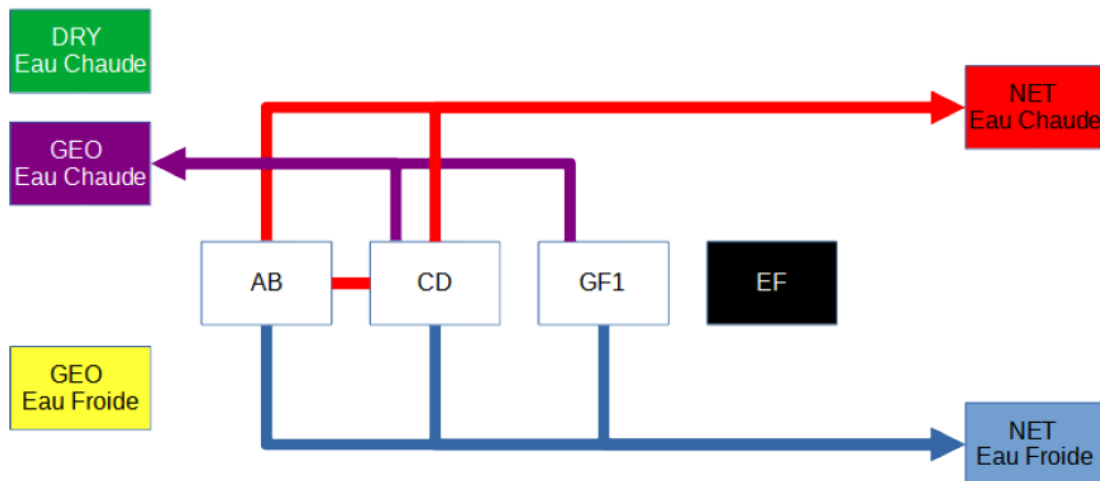 DRY
Eau Chaude
NET
Eau Chaude
GEO
Eau Chaude
AB
CD
GF1
EF
GEO
Eau Froide
NET
Eau Froide